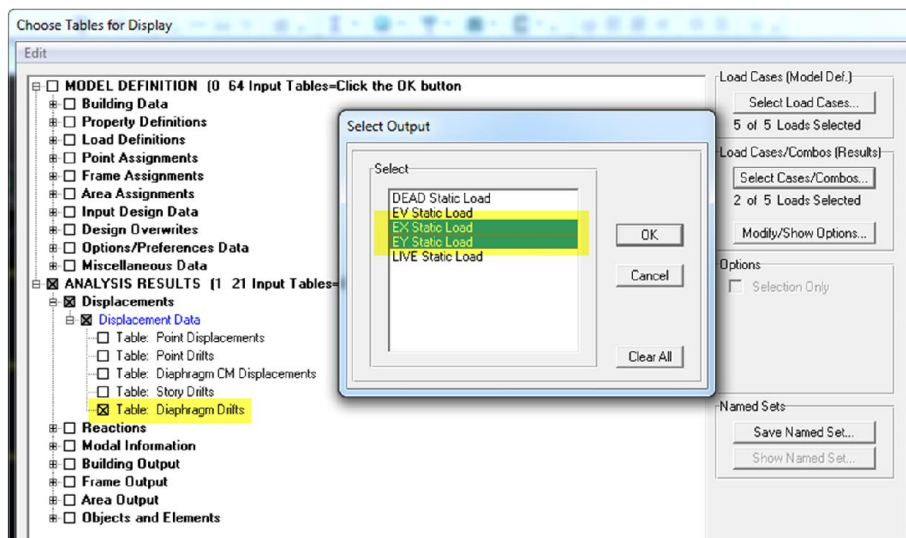 Choose Tables for Display
Edit
MODEL DEFINITION (0 64 Input Tables=Click the OK button
Building Data
Property Definitions
Load Definitions
Point Assignments
Frame Assignments
Area Assignments
Input Design Data
Design Overwrites
Options/Preferences Data
Miscellaneous Data
ANALYSIS RESULTS (1 21 Input Tables=
Displacements
Displacement Data
Table: Point Displacements
Table: Point Drifts
Table: Diaphragm CM Displacements
Table: Story Drifts
Table: Diaphragm Drifts
Reactions
Modal Information
Building Output
Frame Output
Area Output
Objects and Elements
Select Output
Select
DEAD Static Load
EV Static Load
EX Static Load
EY Static Load
LIVE Static Load
OK
Cancel
Clear All
Load Cases (Model Def.)
Select Load Cases...
5 of 5 Loads Selected
Load Cases/Combos (Results)
Select Cases/Combos...
2 of 5 Loads Selected
Modify/Show Options...
Options
Selection Only
Named Sets
Save Named Set...
Show Named Set...